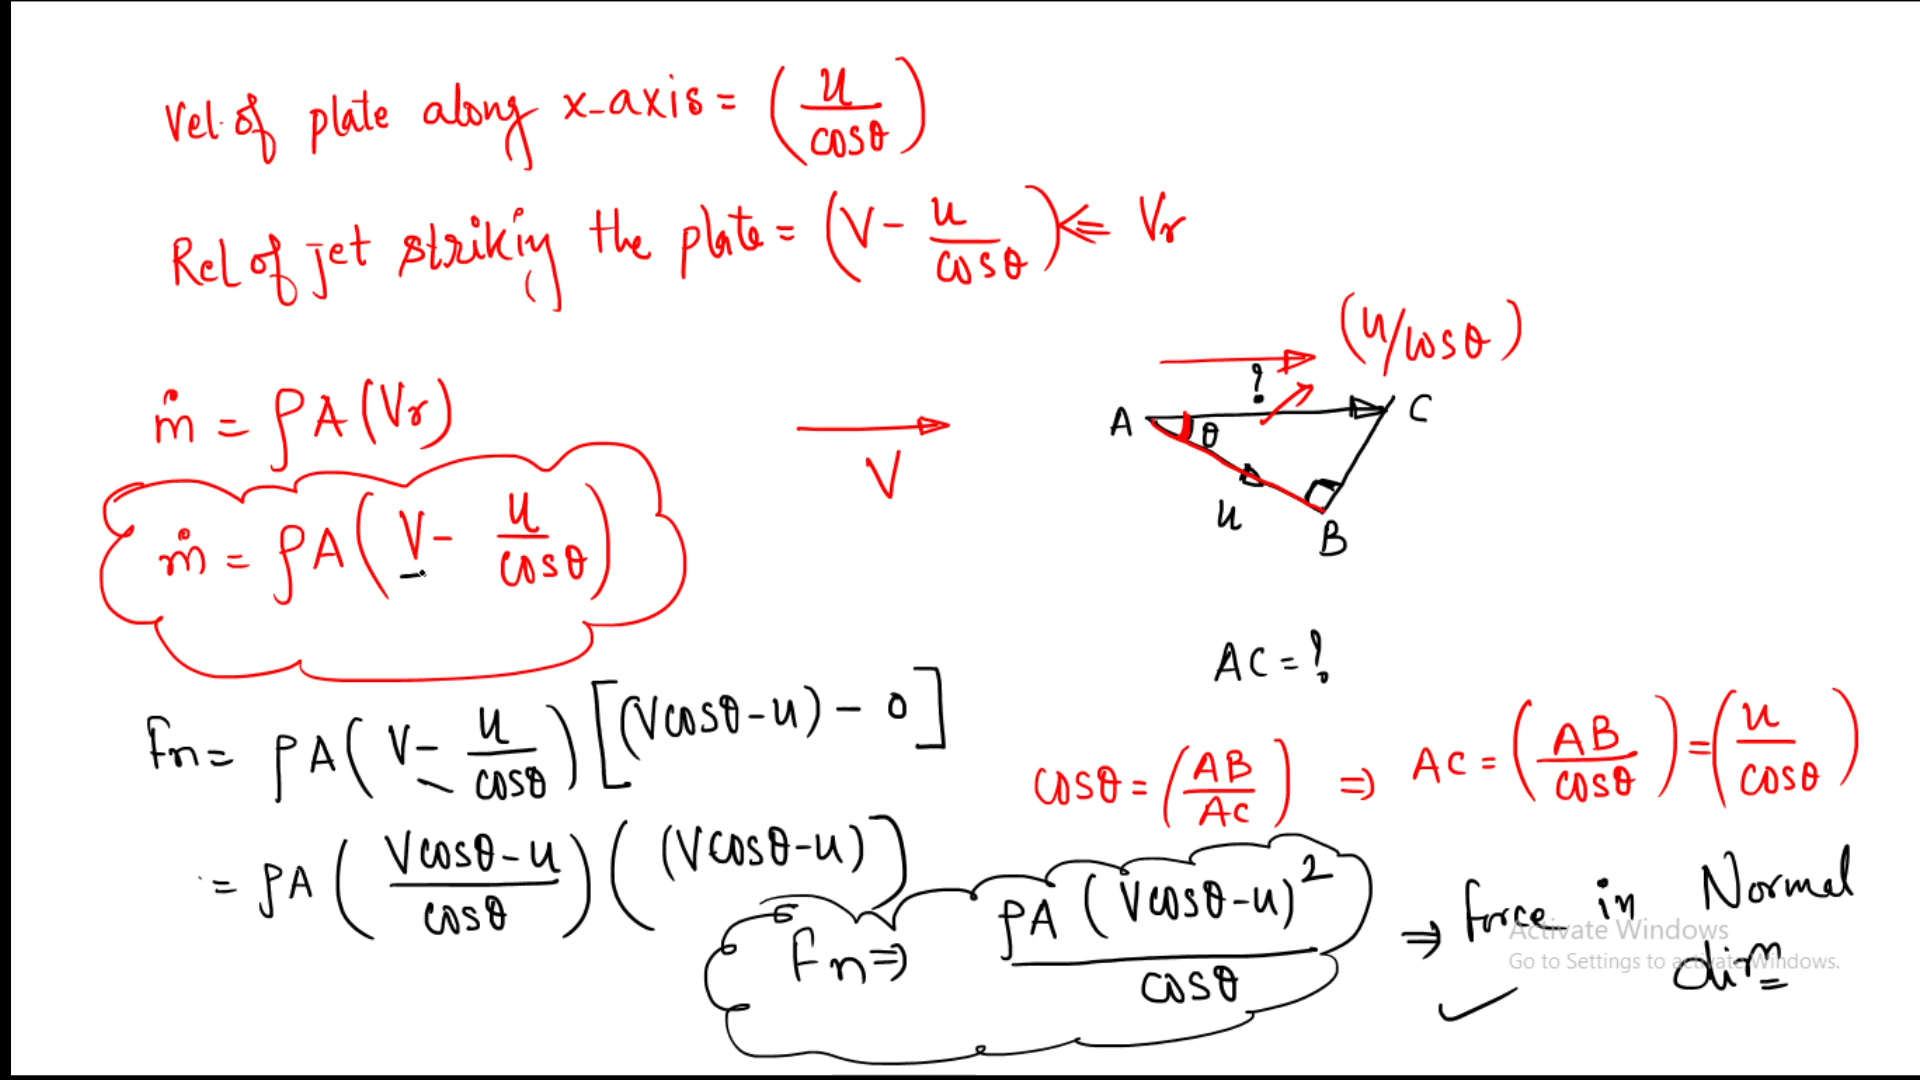 Vel. of plate along x-axis = (u/cosθ)
Rel of jet striking the plate = (V - u/cosθ) ⇐ Vr
(u/cosθ)
ṁ = ρA(Vr)
V
A ? C
θ
u
B
ṁ = ρA(V - u/cosθ)
AC = ?
Fn = ρA(V - u/cosθ)[(Vcosθ-u) - 0]
cosθ = (AB/AC) ⇒ AC = (AB/cosθ) = (u/cosθ)
= ρA((Vcosθ-u)/cosθ)((Vcosθ-u))
Fn ⇒ ρA(Vcosθ-u)²/cosθ ⇒ Force in Normal dirn
Activate Windows
Go to Settings to activate Windows.